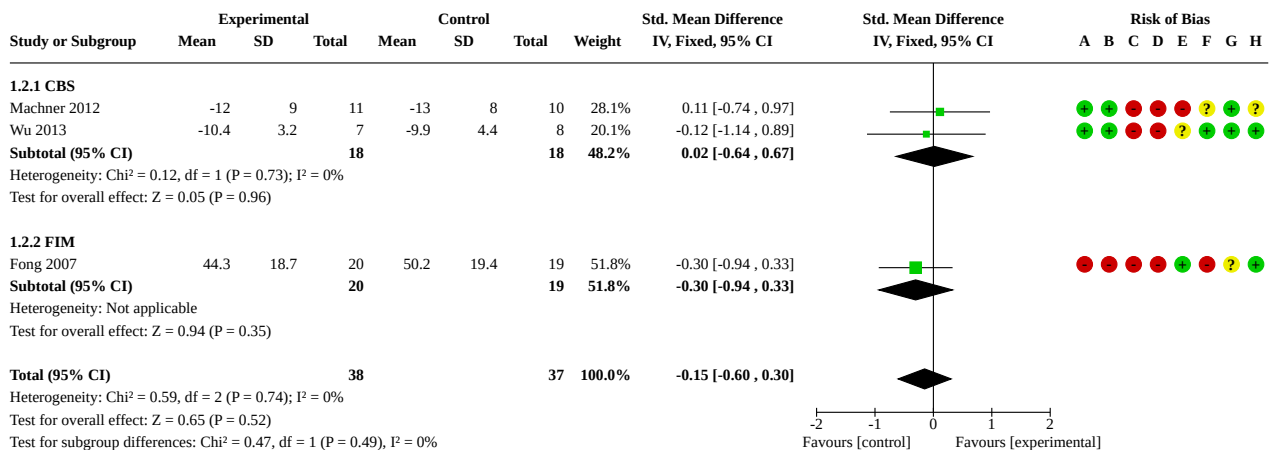 Experimental Control Std. Mean Difference Std. Mean Difference Risk of Bias
Study or Subgroup Mean SD Total Mean SD Total Weight IV, Fixed, 95% CI IV, Fixed, 95% CI A B C D E F G H
1.2.1 CBS
Machner 2012 -12 9 11 -13 8 10 28.1% 0.11 [-0.74 , 0.97] + + - - - ? + ?
Wu 2013 -10.4 3.2 7 -9.9 4.4 8 20.1% -0.12 [-1.14 , 0.89] + + - - ? + + +
Subtotal (95% CI) 18 18 48.2% 0.02 [-0.64 , 0.67]
Heterogeneity: Chi² = 0.12, df = 1 (P = 0.73); I² = 0%
Test for overall effect: Z = 0.05 (P = 0.96)
1.2.2 FIM
Fong 2007 44.3 18.7 20 50.2 19.4 19 51.8% -0.30 [-0.94 , 0.33] - - - - + - ? +
Subtotal (95% CI) 20 19 51.8% -0.30 [-0.94 , 0.33]
Heterogeneity: Not applicable
Test for overall effect: Z = 0.94 (P = 0.35)
Total (95% CI) 38 37 100.0% -0.15 [-0.60 , 0.30]
Heterogeneity: Chi² = 0.59, df = 2 (P = 0.74); I² = 0%
Test for overall effect: Z = 0.65 (P = 0.52)
-2 -1 0 1 2
Test for subgroup differences: Chi² = 0.47, df = 1 (P = 0.49), I² = 0%
Favours [control] Favours [experimental]